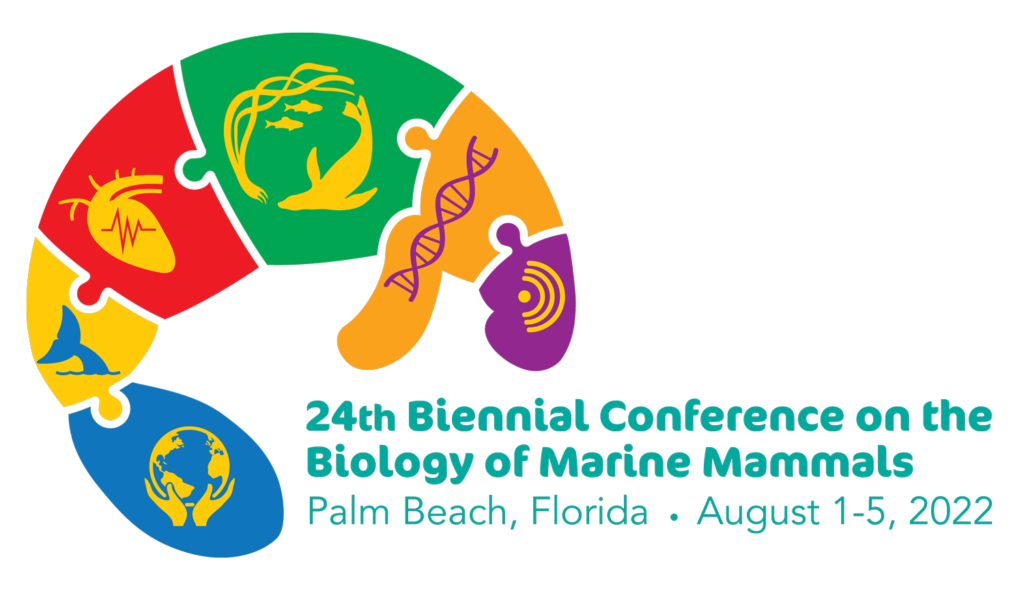 24th Biennial Conference on the
Biology of Marine Mammals
Palm Beach, Florida • August 1-5, 2022